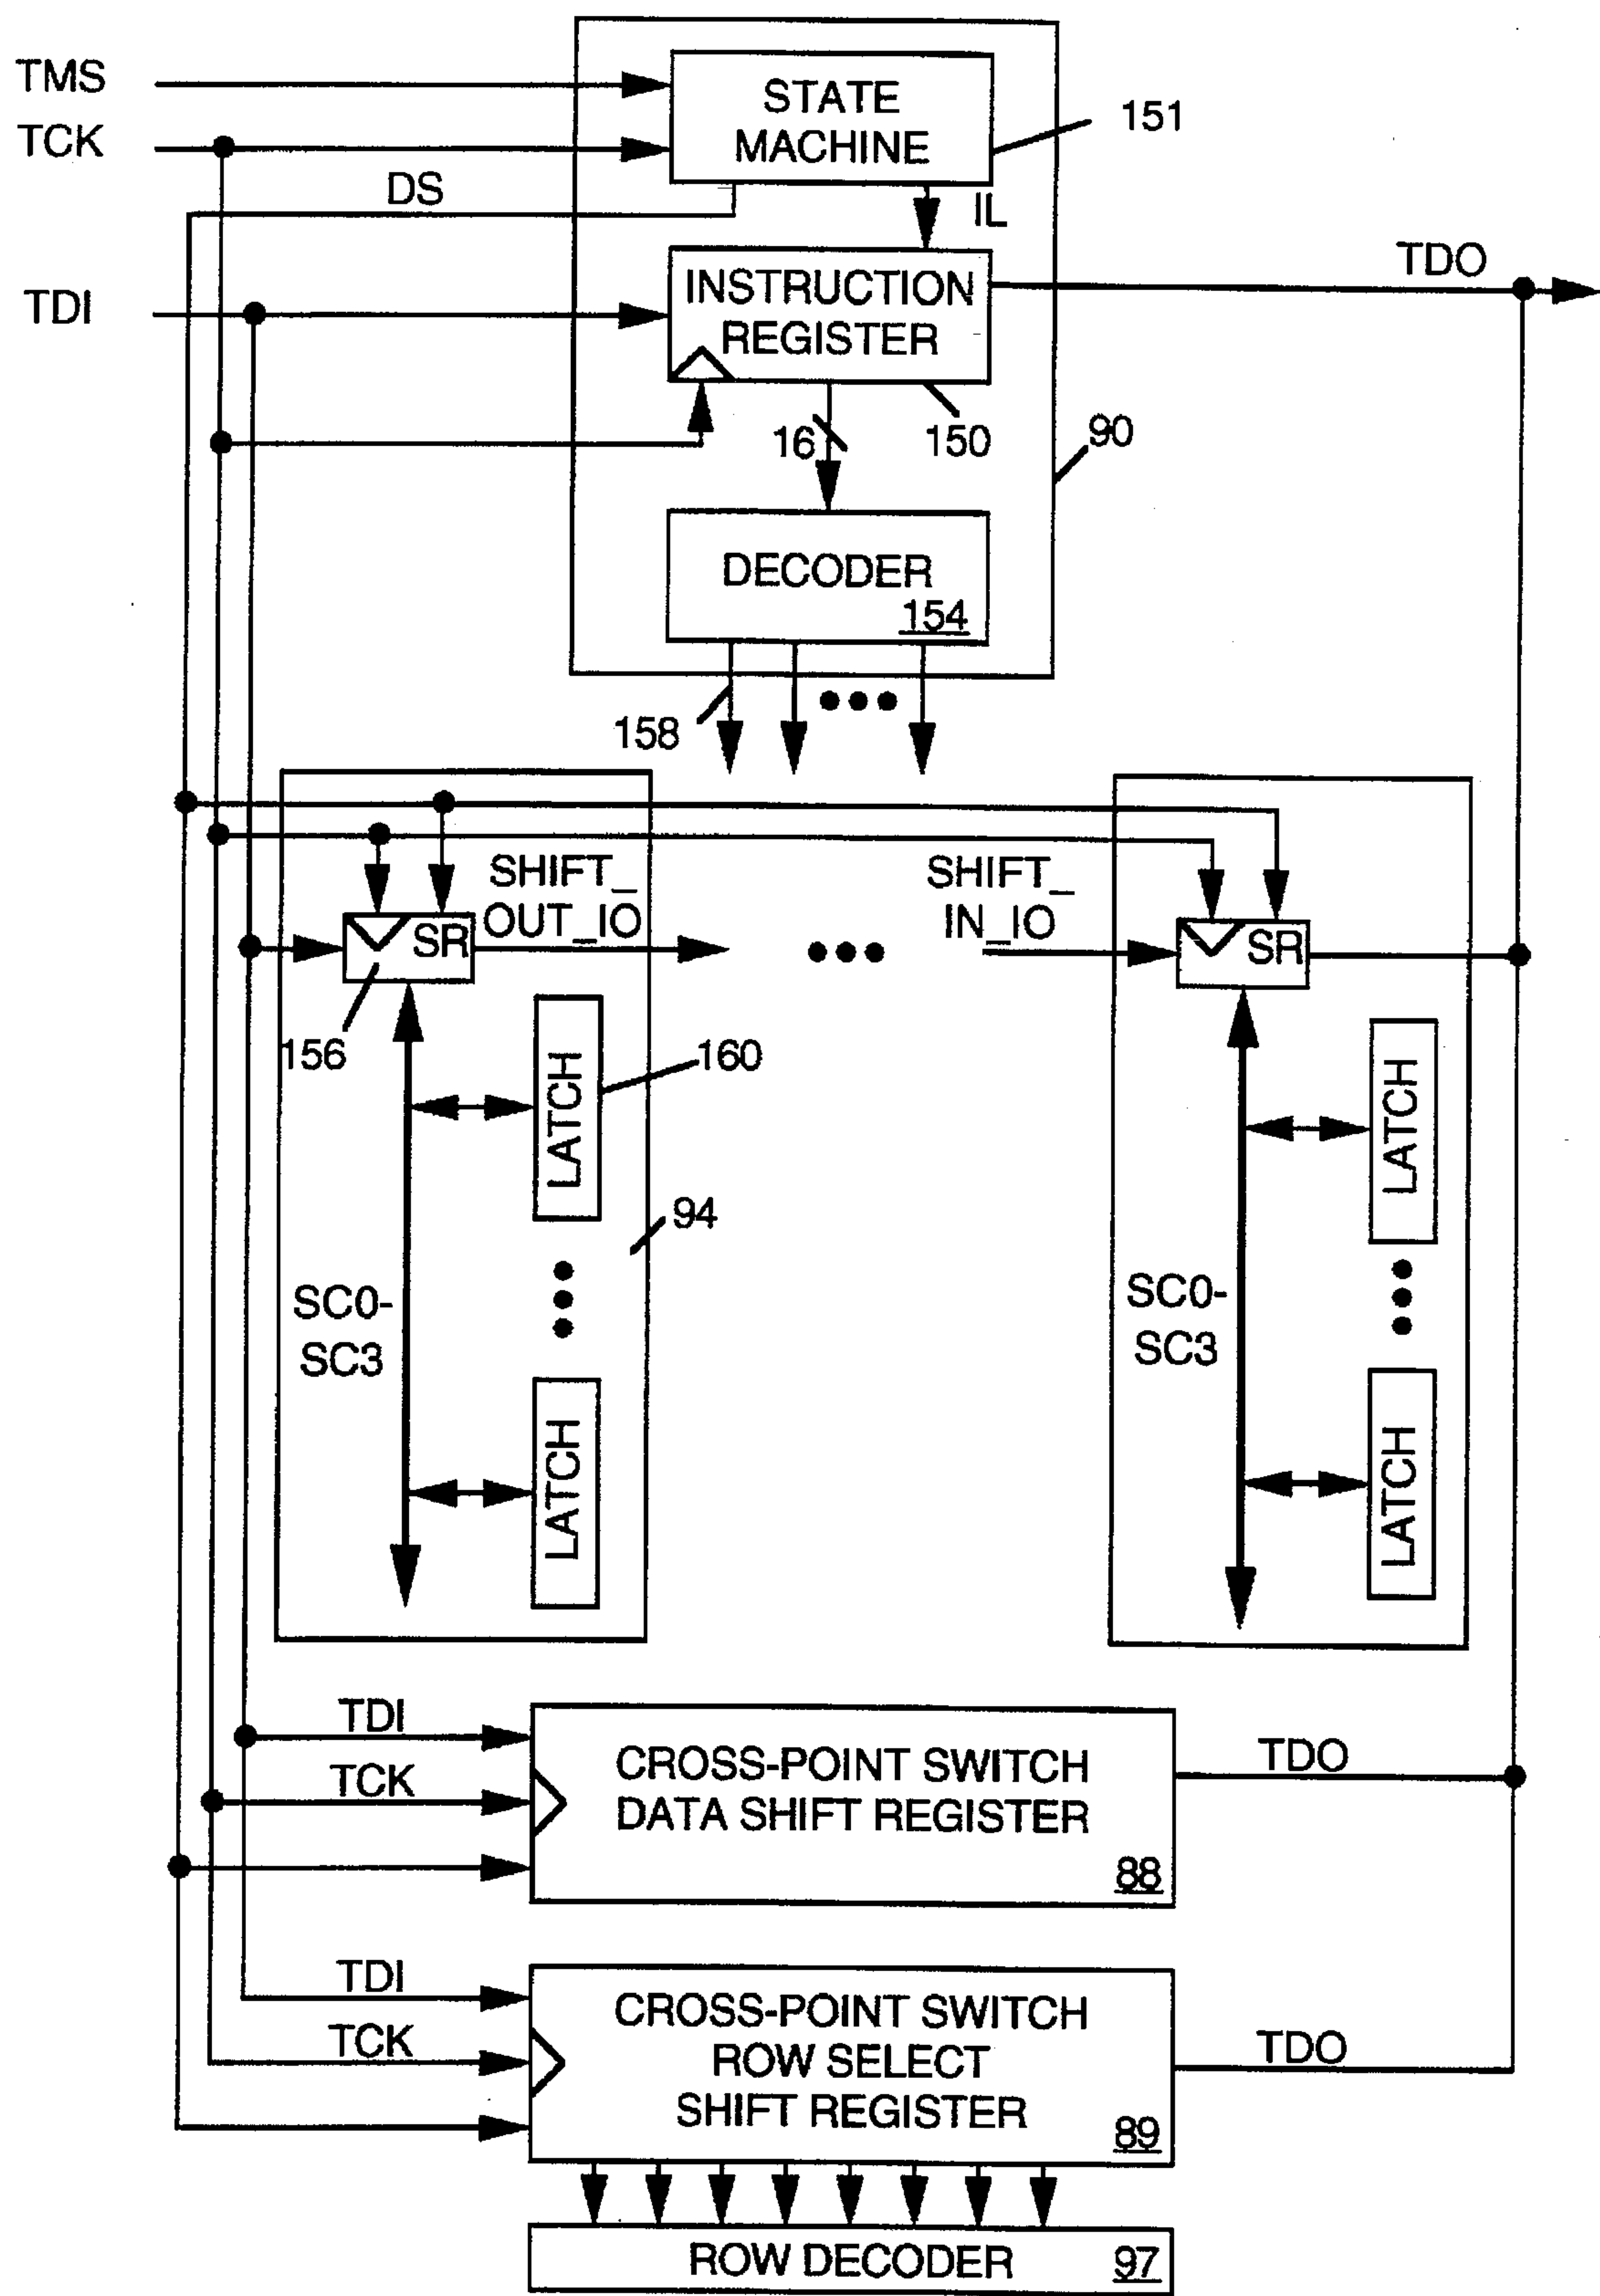 TMS
STATE
MACHINE
151
TCK
DS
IL
TDI
INSTRUCTION
REGISTER
TDO
16
150
90
DECODER
154
158
SHIFT_
OUT_IO
SHIFT_
IN_IO
SR
SR
156
160
LATCH
LATCH
94
SC0-
SC3
SC0-
SC3
LATCH
LATCH
TDI
TCK
CROSS-POINT SWITCH
DATA SHIFT REGISTER
88
TDO
TDI
TCK
CROSS-POINT SWITCH
ROW SELECT
SHIFT REGISTER
89
TDO
ROW DECODER
97